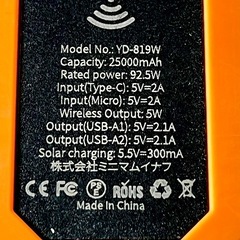 Model No.: YD-819W
Capacity: 25000mAh
Rated power: 92.5W
Input(Type-C): 5V=2A
Input(Micro): 5V=2A
Wireless Output: 5W
Output(USB-A1): 5V=2.1A
Output(USB-A2): 5V=2.1A
Solar charging: 5.5V=300mA
株式会社ミニマムイナフ
CE FC RoHS
Made In China